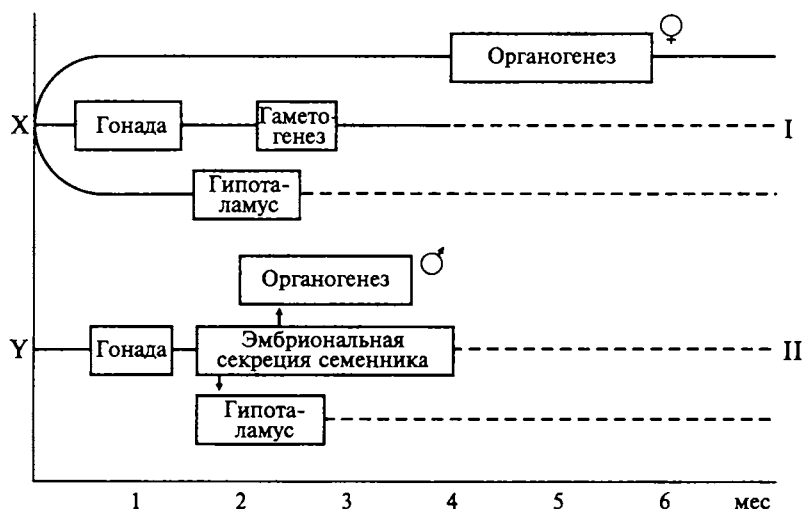 Органогенез ♀
X Гонада Гамето-
генез I
Гипота-
ламус
Органогенез ♂
Y Гонада Эмбриональная
секреция семенника II
Гипота-
ламус
1 2 3 4 5 6 мес